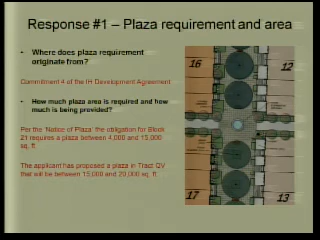 Response #1 – Plaza requirement and area
• Where does plaza requirement
originate from?
Commitment 4 of the IH Development Agreement
• How much plaza area is required and how
much is being provided?
Per the 'Notice of Plaza' the obligation for Block
21 requires a plaza between 4,000 and 15,000
sq. ft.
The applicant has proposed a plaza in Tract QV
that will be between 15,000 and 20,000 sq. ft.
16
12
17
13